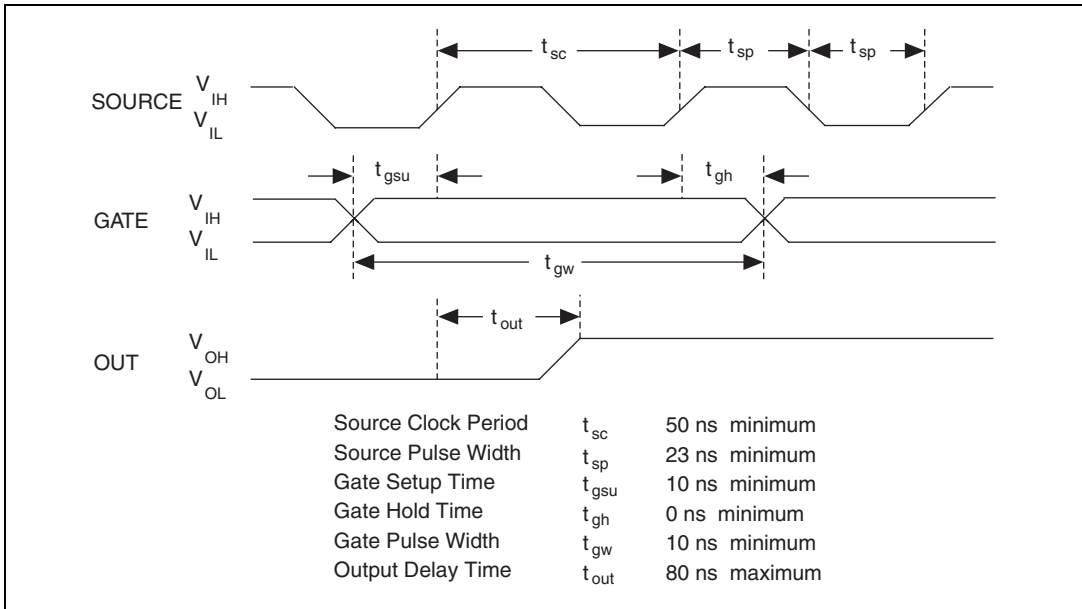 t sc t sp t sp
SOURCE V IH
V IL
t gsu t gh
GATE V IH
V IL
t gw
t out
OUT V OH
V OL
Source Clock Period t sc 50 ns minimum
Source Pulse Width t sp 23 ns minimum
Gate Setup Time t gsu 10 ns minimum
Gate Hold Time t gh 0 ns minimum
Gate Pulse Width t gw 10 ns minimum
Output Delay Time t out 80 ns maximum